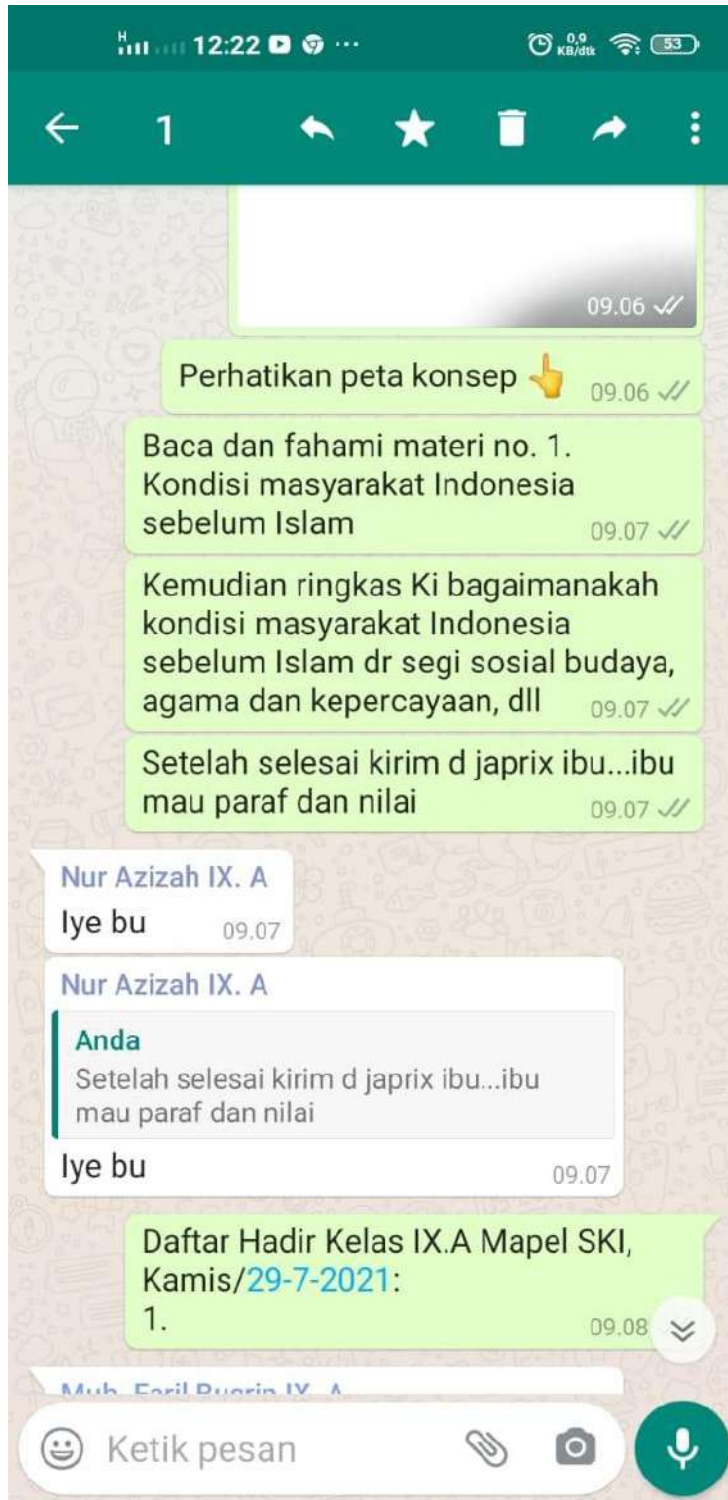 H 12:22 0,9 KB/dtk 53
1
09.06
Perhatikan peta konsep 👆 09.06
Baca dan fahami materi no. 1.
Kondisi masyarakat Indonesia
sebelum Islam 09.07
Kemudian ringkas Ki bagaimanakah
kondisi masyarakat Indonesia
sebelum Islam dr segi sosial budaya,
agama dan kepercayaan, dll 09.07
Setelah selesai kirim d japrix ibu...ibu
mau paraf dan nilai 09.07
Nur Azizah IX. A
Iye bu 09.07
Nur Azizah IX. A
Anda
Setelah selesai kirim d japrix ibu...ibu
mau paraf dan nilai
Iye bu 09.07
Daftar Hadir Kelas IX.A Mapel SKI,
Kamis/29-7-2021:
1. 09.08
Muh. IX. A
Ketik pesan